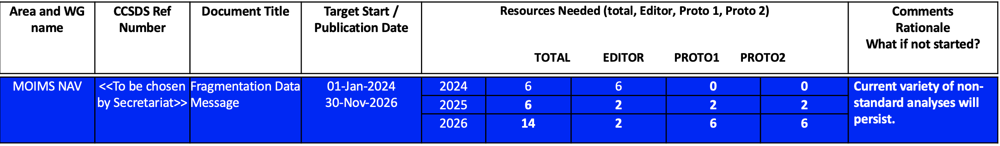 Area and WG name
CCSDS Ref Number
Document Title
Target Start / Publication Date
Resources Needed (total, Editor, Proto 1, Proto 2)
TOTAL EDITOR PROTO1 PROTO2
Comments
Rationale
What if not started?
MOIMS NAV
<<To be chosen by Secretariat>>
Fragmentation Data Message
01-Jan-2024
30-Nov-2026
2024 6 6 0 0
2025 6 2 2 2
2026 14 2 6 6
Current variety of non-
standard analyses will
persist.